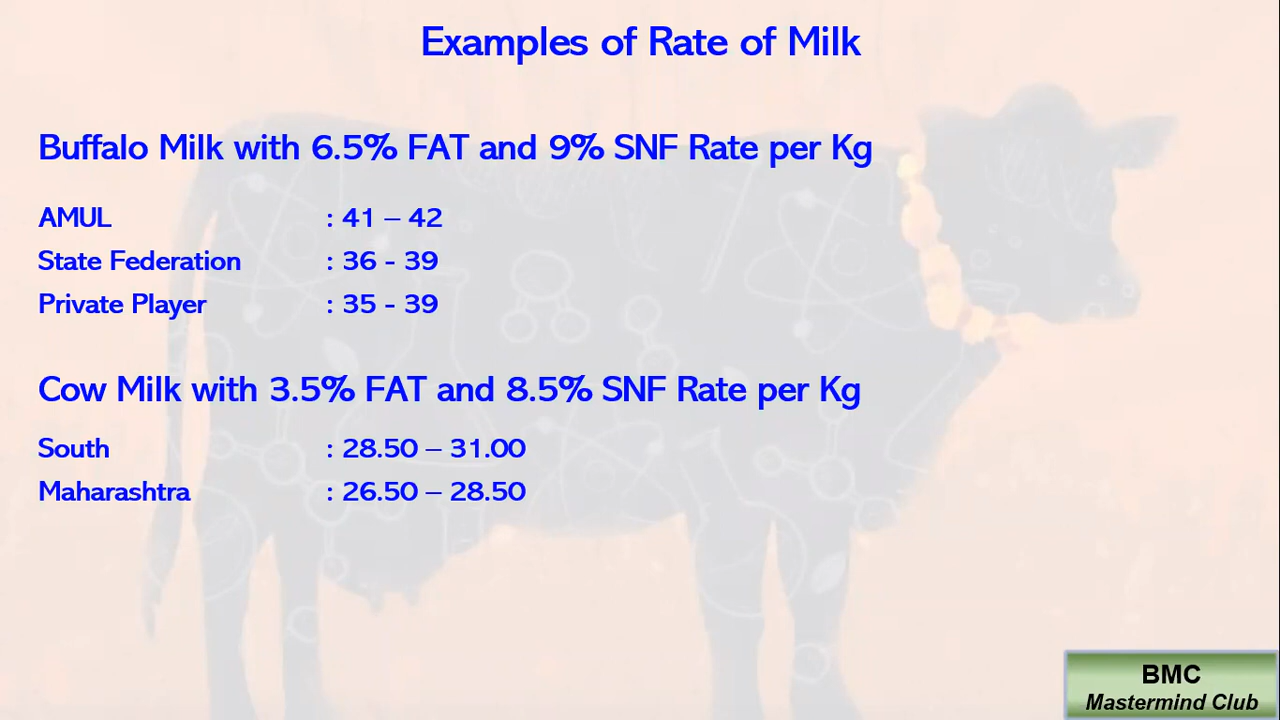 Examples of Rate of Milk
Buffalo Milk with 6.5% FAT and 9% SNF Rate per Kg
AMUL : 41 – 42
State Federation : 36 - 39
Private Player : 35 - 39
Cow Milk with 3.5% FAT and 8.5% SNF Rate per Kg
South : 28.50 – 31.00
Maharashtra : 26.50 – 28.50
BMC
Mastermind Club